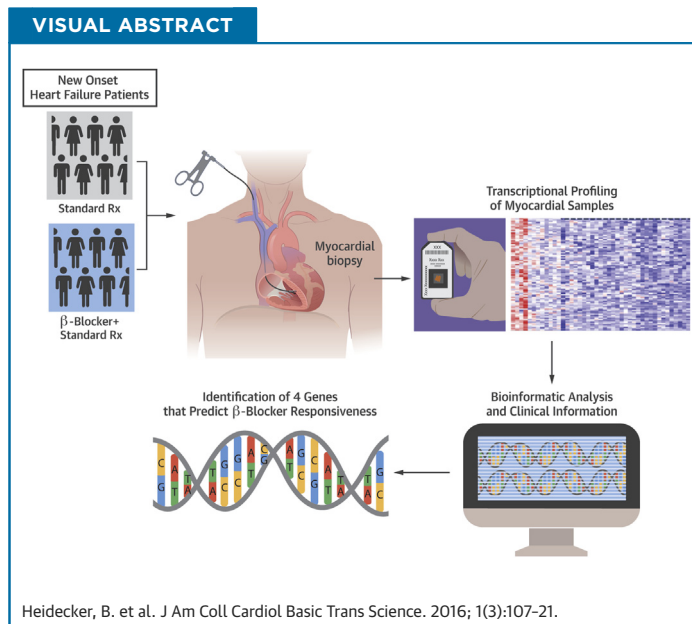 VISUAL ABSTRACT
New Onset
Heart Failure Patients
Standard Rx
β-Blocker+
Standard Rx
Myocardial
biopsy
Transcriptional Profiling
of Myocardial Samples
XXX
Bioinformatic Analysis
and Clinical Information
Identification of 4 Genes
that Predict β-Blocker Responsiveness
Heidecker, B. et al. J Am Coll Cardiol Basic Trans Science. 2016; 1(3):107-21.